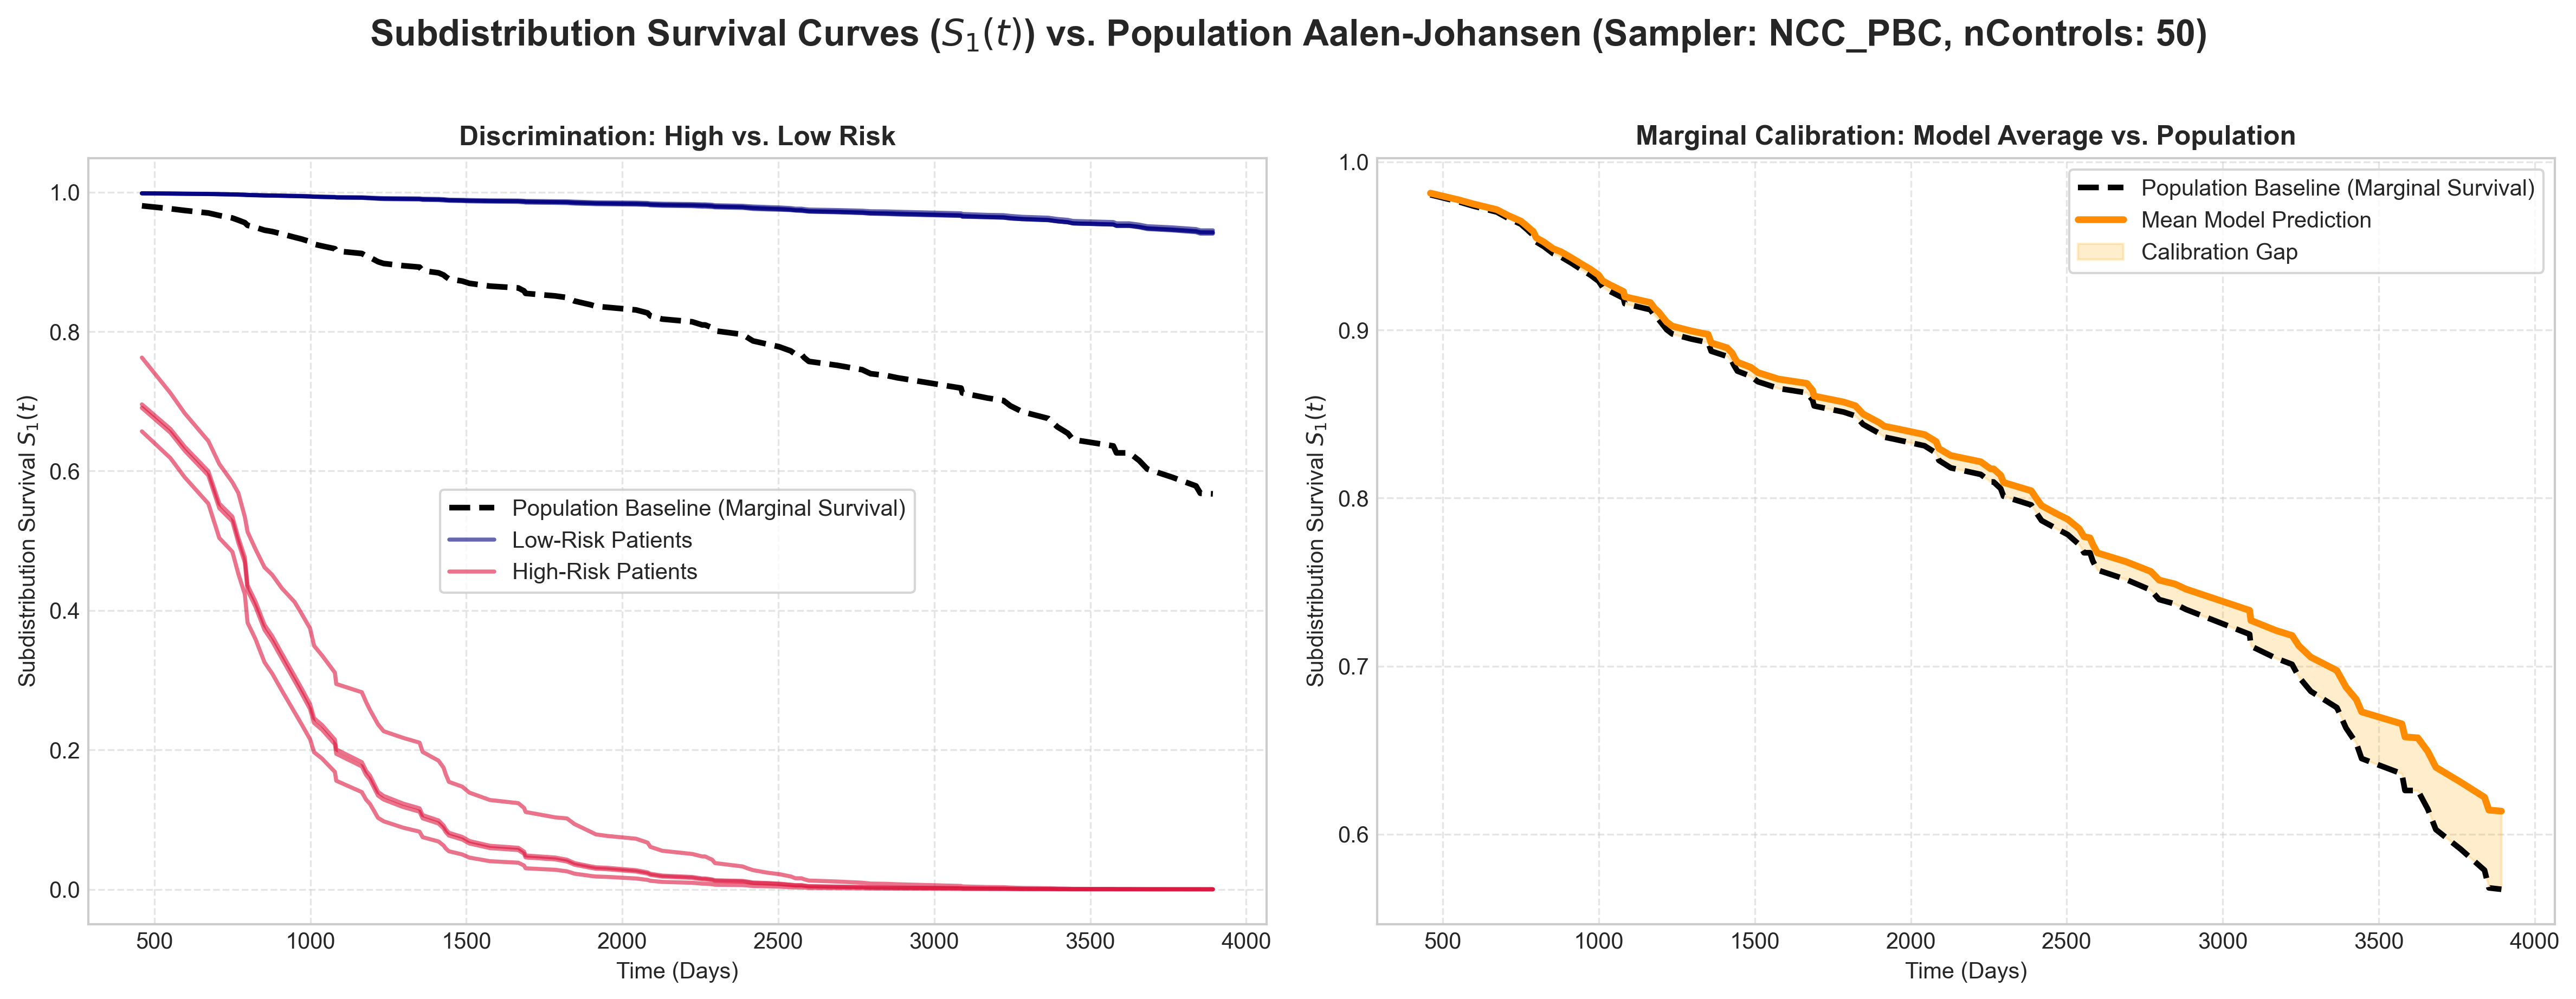 Subdistribution Survival Curves (S₁(t)) vs. Population Aalen-Johansen (Sampler: NCC_PBC, nControls: 50)
Discrimination: High vs. Low Risk
Subdistribution Survival S₁(t)
1.0
0.8
0.6
0.4
0.2
0.0
Population Baseline (Marginal Survival)
Low-Risk Patients
High-Risk Patients
500 1000 1500 2000 2500 3000 3500 4000
Time (Days)
Marginal Calibration: Model Average vs. Population
Subdistribution Survival S₁(t)
1.0
0.9
0.8
0.7
0.6
Population Baseline (Marginal Survival)
Mean Model Prediction
Calibration Gap
500 1000 1500 2000 2500 3000 3500 4000
Time (Days)